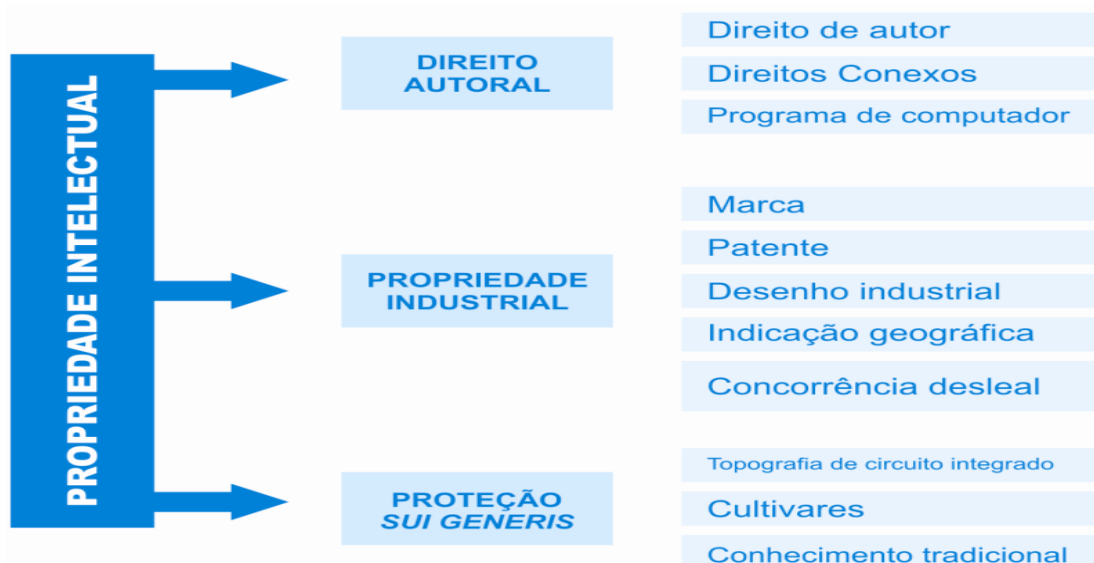 PROPRIEDADE INTELECTUAL
DIREITO
AUTORAL
Direito de autor
Direitos Conexos
Programa de computador
PROPRIEDADE
INDUSTRIAL
Marca
Patente
Desenho industrial
Indicação geográfica
Concorrência desleal
PROTEÇÃO
SUI GENERIS
Topografia de circuito integrado
Cultivares
Conhecimento tradicional